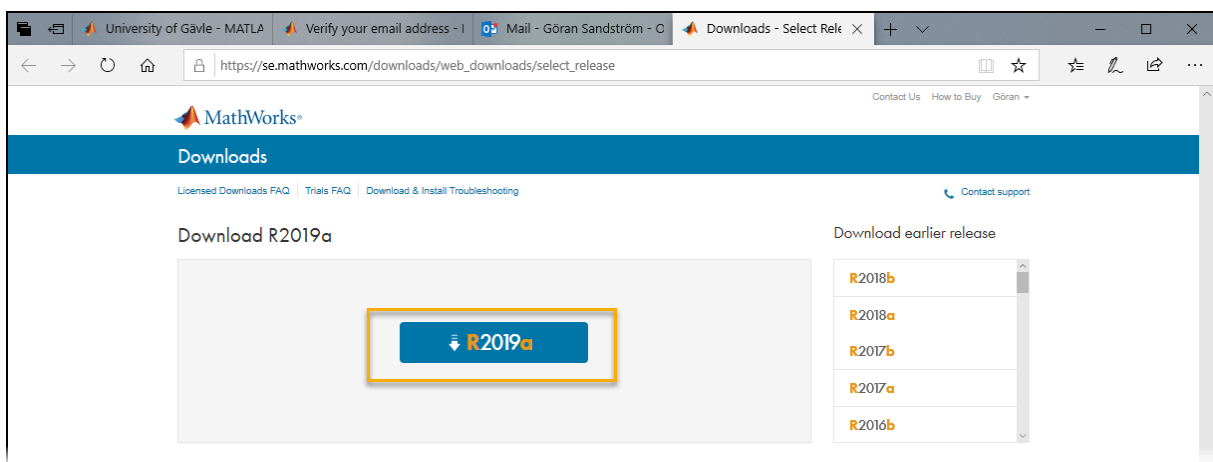 University of Gävle - MATLA
Verify your email address - I
Mail - Göran Sandström - O
Downloads - Select Rele
https://se.mathworks.com/downloads/web_downloads/select_release
Contact Us How to Buy Göran
MathWorks®
Downloads
Licensed Downloads FAQ Trials FAQ Download & Install Troubleshooting
Contact support
Download R2019a
Download earlier release
R2019a
R2018b
R2018a
R2017b
R2017a
R2016b